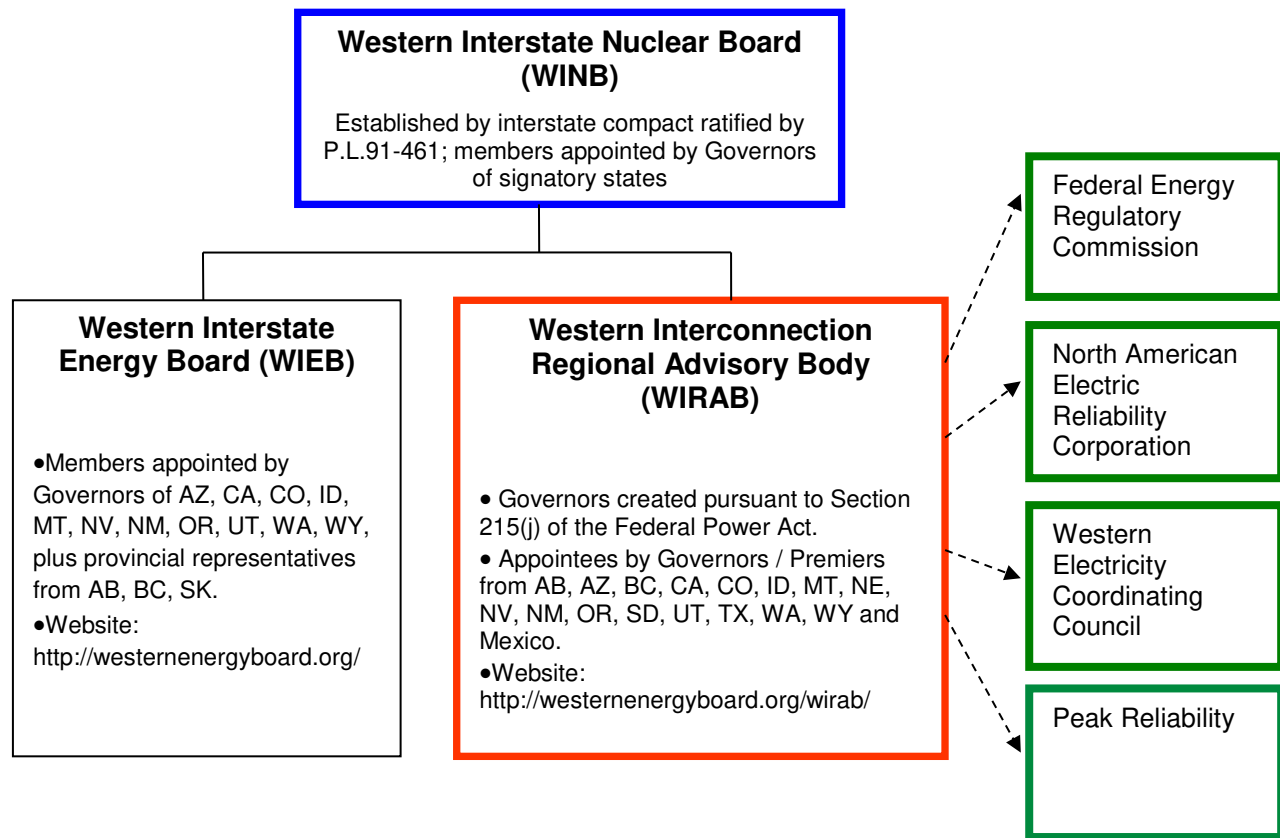 Western Interstate Nuclear Board
(WINB)
Established by interstate compact ratified by
P.L.91-461; members appointed by Governors
of signatory states
Western Interstate
Energy Board (WIEB)
•Members appointed by
Governors of AZ, CA, CO, ID,
MT, NV, NM, OR, UT, WA, WY,
plus provincial representatives
from AB, BC, SK.
•Website:
http://westernenergyboard.org/
Western Interconnection
Regional Advisory Body
(WIRAB)
• Governors created pursuant to Section
215(j) of the Federal Power Act.
• Appointees by Governors / Premiers
from AB, AZ, BC, CA, CO, ID, MT, NE,
NV, NM, OR, SD, UT, TX, WA, WY and
Mexico.
•Website:
http://westernenergyboard.org/wirab/
Federal Energy
Regulatory
Commission
North American
Electric
Reliability
Corporation
Western
Electricity
Coordinating
Council
Peak Reliability